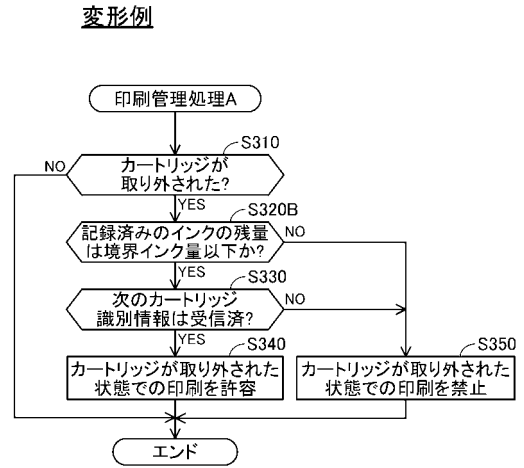 変形例
印刷管理処理A
S310
カートリッジが
取り外された?
NO
YES
S320B
記録済みのインクの残量
は境界インク量以下か?
NO
YES
S330
次のカートリッジ
識別情報は受信済?
NO
YES
S340
カートリッジが取り外された
状態での印刷を許容
S350
カートリッジが取り外された
状態での印刷を禁止
エンド